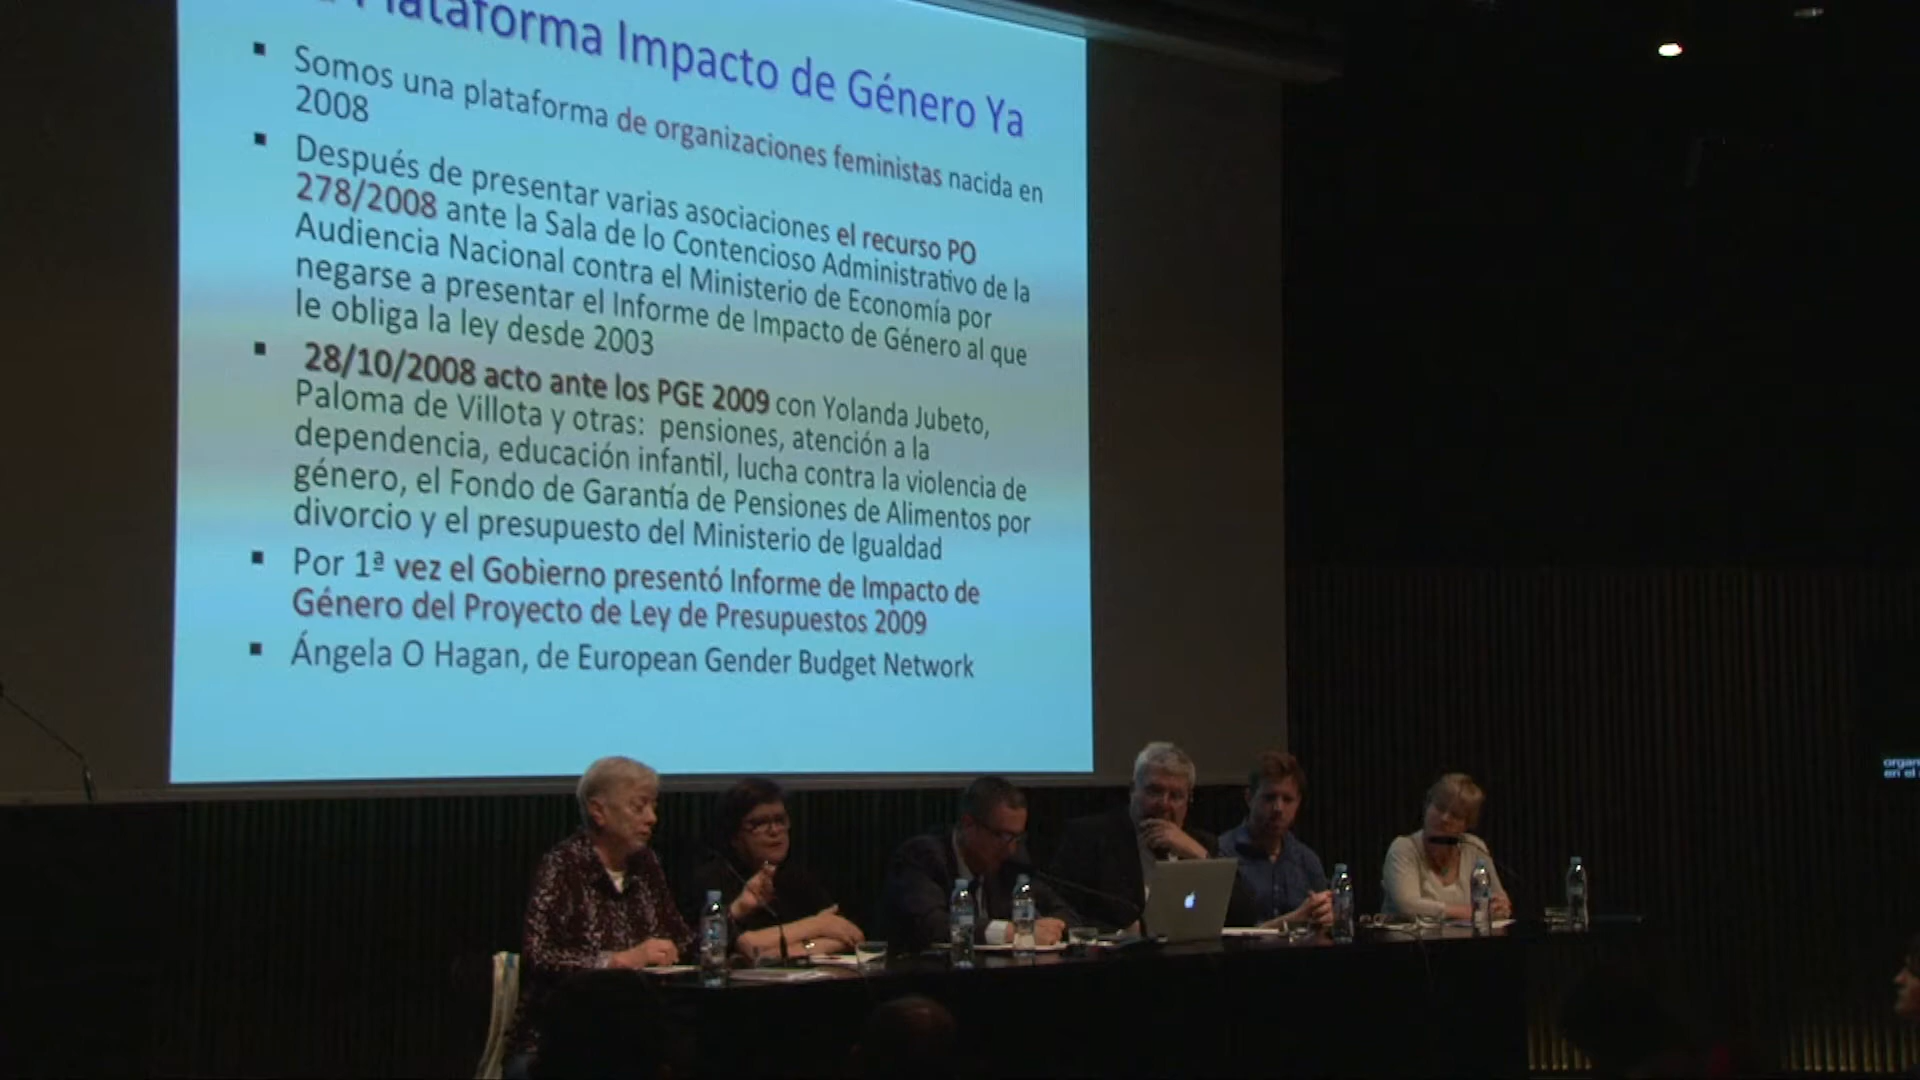 Plataforma Impacto de Género Ya
▪ Somos una plataforma de organizaciones feministas nacida en
2008
▪ Después de presentar varias asociaciones el recurso PO
278/2008 ante la Sala de lo Contencioso Administrativo de la
Audiencia Nacional contra el Ministerio de Economía por
negarse a presentar el Informe de Impacto de Género al que
le obliga la ley desde 2003
▪ 28/10/2008 acto ante los PGE 2009 con Yolanda Jubeto,
Paloma de Villota y otras: pensiones, atención a la
dependencia, educación infantil, lucha contra la violencia de
género, el Fondo de Garantía de Pensiones de Alimentos por
divorcio y el presupuesto del Ministerio de Igualdad
▪ Por 1ª vez el Gobierno presentó Informe de Impacto de
Género del Proyecto de Ley de Presupuestos 2009
▪ Ángela O Hagan, de European Gender Budget Network
organ
en el